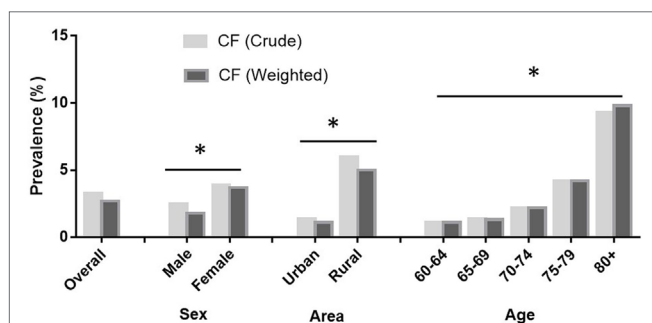 15
10
5
0
Prevalence (%)
CF (Crude)
CF (Weighted)
*
*
*
Overall
Male
Female
Urban
Rural
60-64
65-69
70-74
75-79
80+
Sex
Area
Age